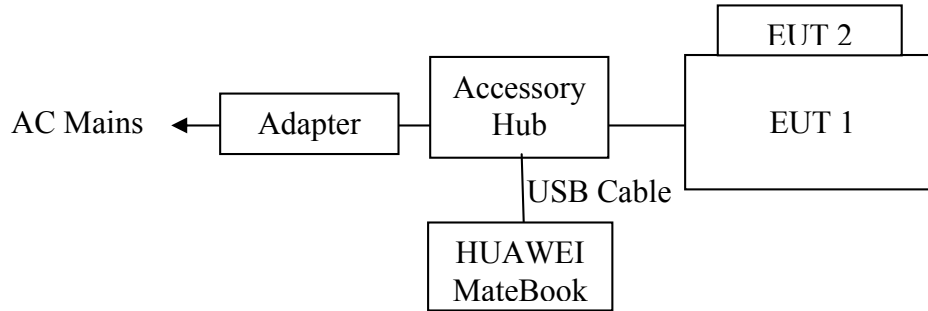 EUT 2
Accessory
Hub
AC Mains
Adapter
EUT 1
USB Cable
HUAWEI
MateBook